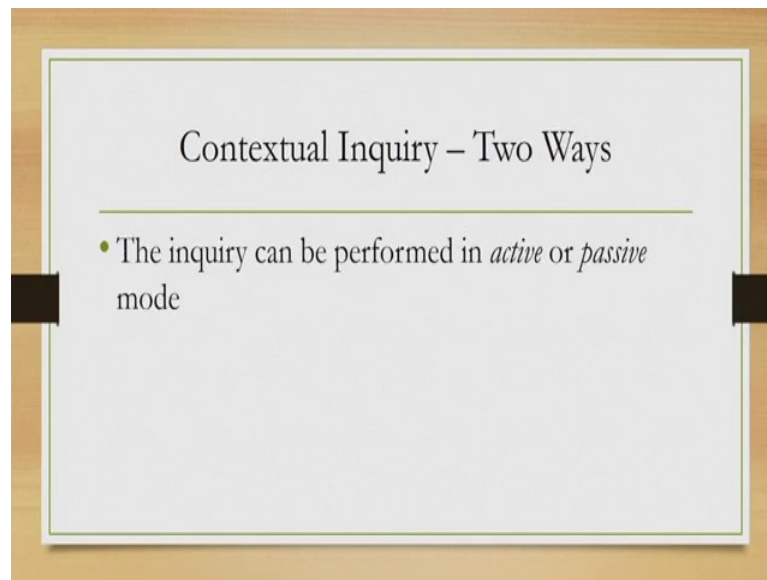 Contextual Inquiry – Two Ways
• The inquiry can be performed in active or passive
mode